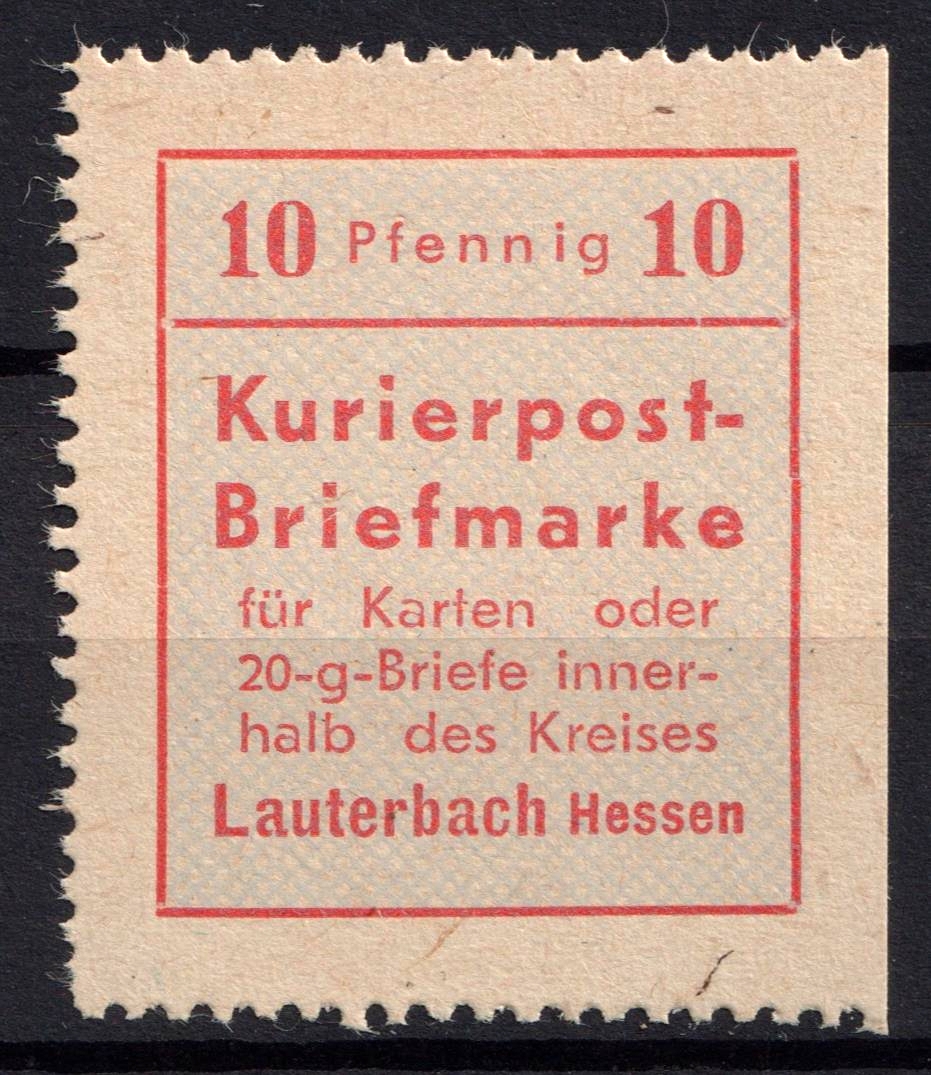 10 Pfennig 10
Kurierpost-
Briefmarke
für Karten oder
20-g-Briefe inner-
halb des Kreises
Lauterbach Hessen